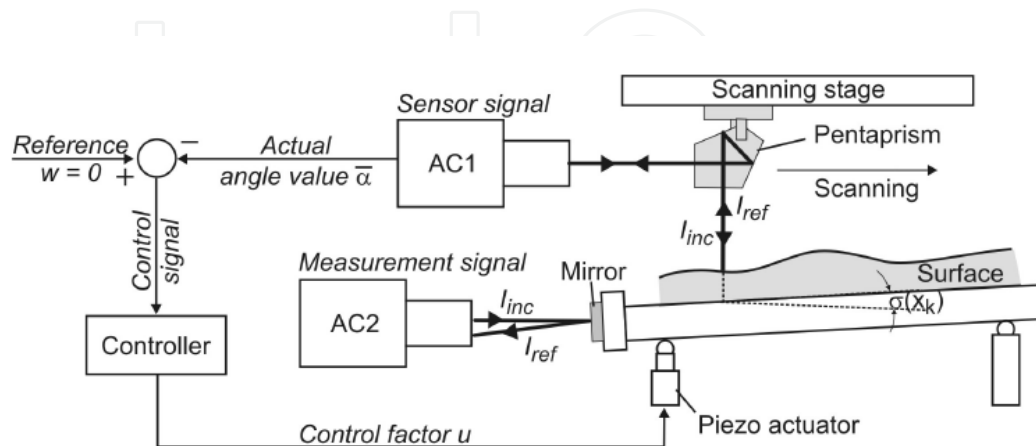 Scanning stage
Sensor signal
Pentaprism
Reference
w = 0
+
−
Actual
angle value α̅
AC1
Scanning
I_ref
I_inc
Control
signal
Measurement signal
Mirror
Surface
σ(x_k)
AC2
I_inc
I_ref
Controller
Piezo actuator
Control factor u